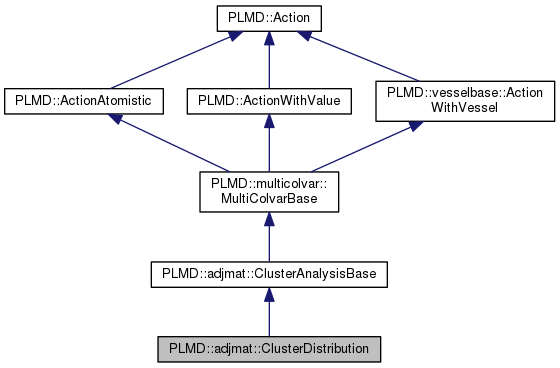 PLMD::Action
PLMD::ActionAtomistic
PLMD::ActionWithValue
PLMD::vesselbase::Action
WithVessel
PLMD::multicolvar::
MultiColvarBase
PLMD::adjmat::ClusterAnalysisBase
PLMD::adjmat::ClusterDistribution